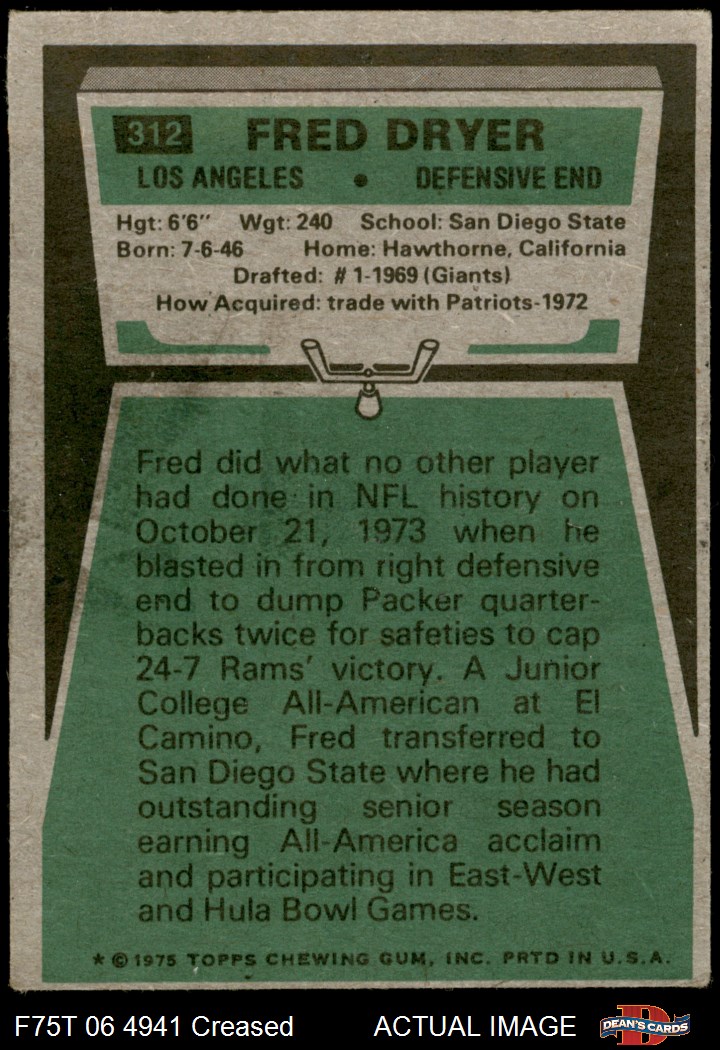 312 FRED DRYER
LOS ANGELES • DEFENSIVE END
Hgt: 6'6" Wgt: 240 School: San Diego State
Born: 7-6-46 Home: Hawthorne, California
Drafted: # 1-1969 (Giants)
How Acquired: trade with Patriots-1972
Fred did what no other player
had done in NFL history on
October 21, 1973 when he
blasted in from right defensive
end to dump Packer quarter-
backs twice for safeties to cap
24-7 Rams' victory. A Junior
College All-American at El
Camino, Fred transferred to
San Diego State where he had
outstanding senior season
earning All-America acclaim
and participating in East-West
and Hula Bowl Games.
* © 1975 TOPPS CHEWING GUM, INC. PRTD IN U.S.A.
F75T 06 4941 Creased ACTUAL IMAGE D DEAN'S CARDS